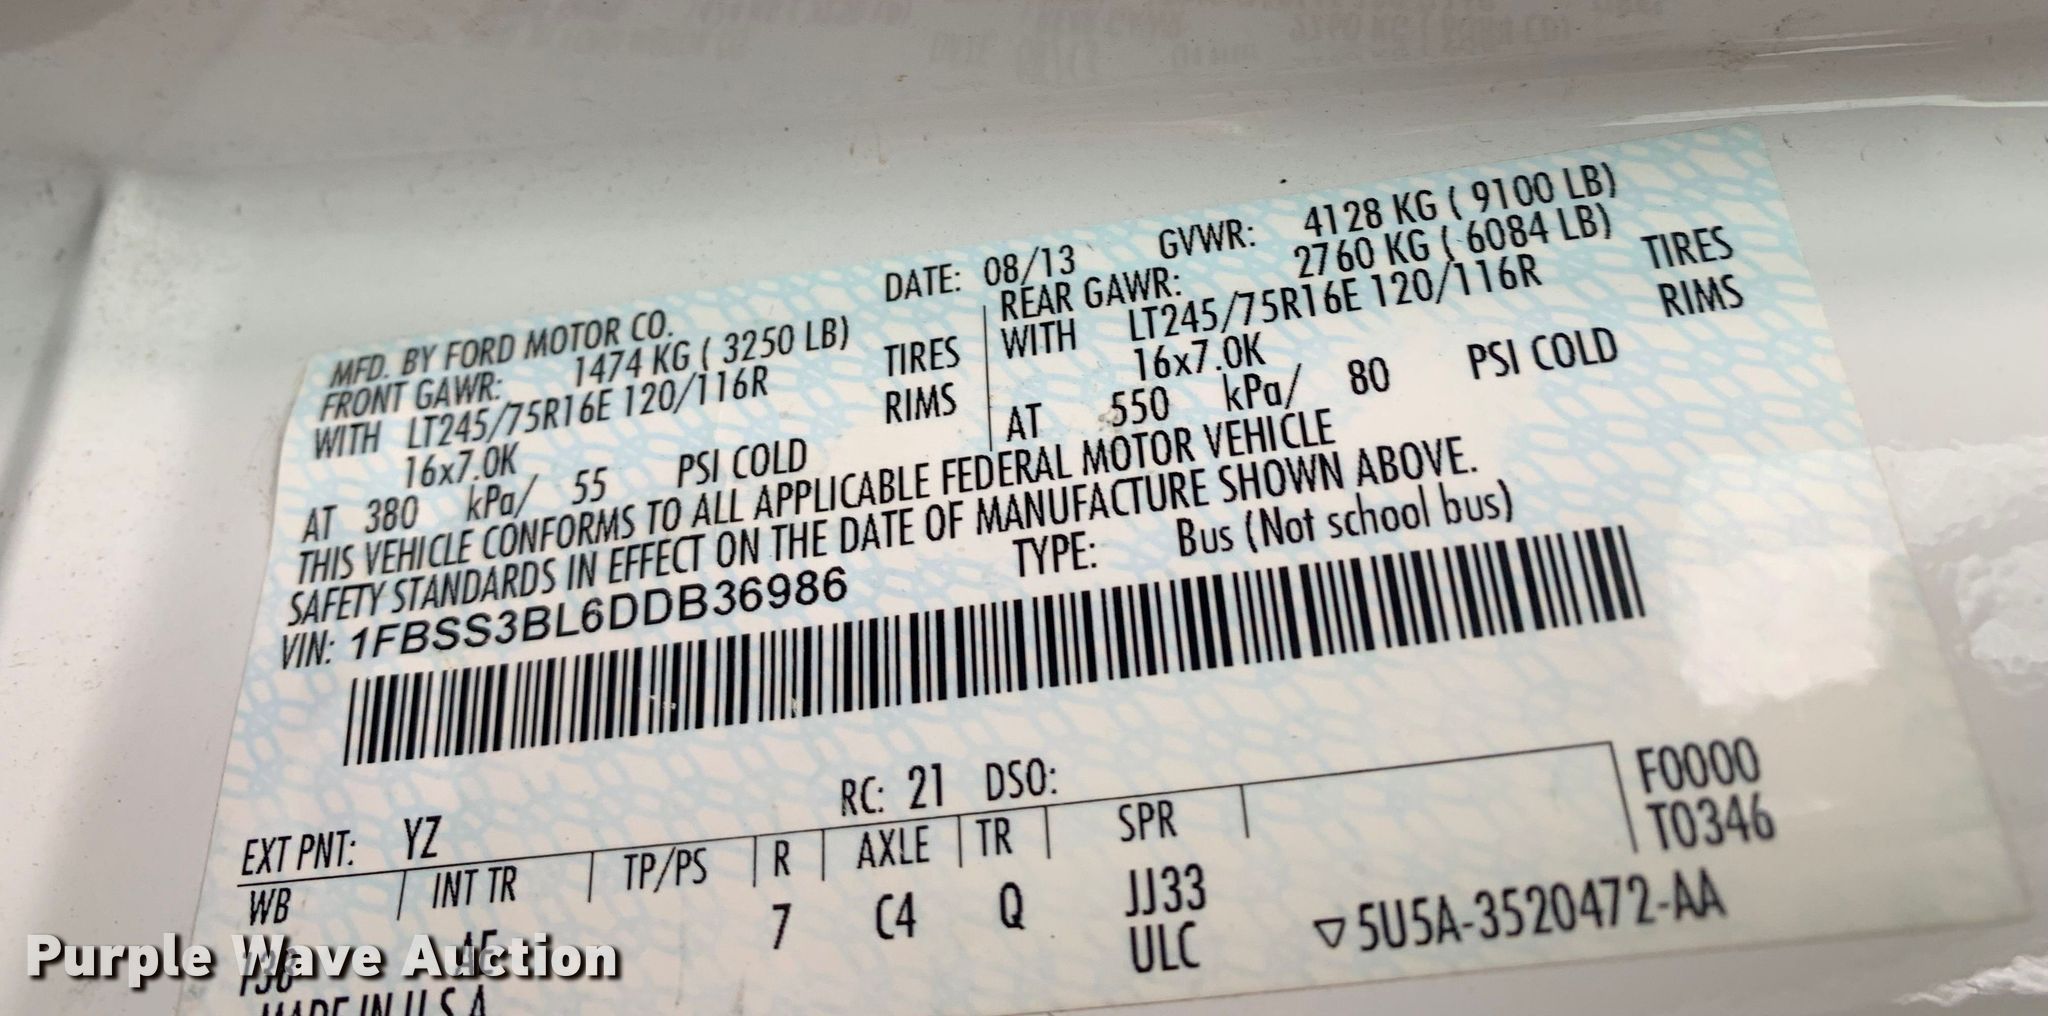 DATE: 08/13 GVWR: 4128 KG ( 9100 LB)
MFD. BY FORD MOTOR CO.
FRONT GAWR: 1474 KG ( 3250 LB)
WITH LT245/75R16E 120/116R TIRES
16x7.0K RIMS
AT 380 kPa/ 55 PSI COLD
REAR GAWR: 2760 KG ( 6084 LB)
WITH LT245/75R16E 120/116R TIRES
16x7.0K RIMS
AT 550 kPa/ 80 PSI COLD
THIS VEHICLE CONFORMS TO ALL APPLICABLE FEDERAL MOTOR VEHICLE
SAFETY STANDARDS IN EFFECT ON THE DATE OF MANUFACTURE SHOWN ABOVE.
VIN: 1FBSS3BL6DDB36986 TYPE: Bus (Not school bus)
EXT PNT: YZ RC: 21 DSO:
WB INT TR TP/PS R AXLE TR SPR F0000
T0346
138 AE 7 C4 Q JJ33
ULC ▽5U5A-3520472-AA
MADE IN U.S.A.
Purple Wave Auction